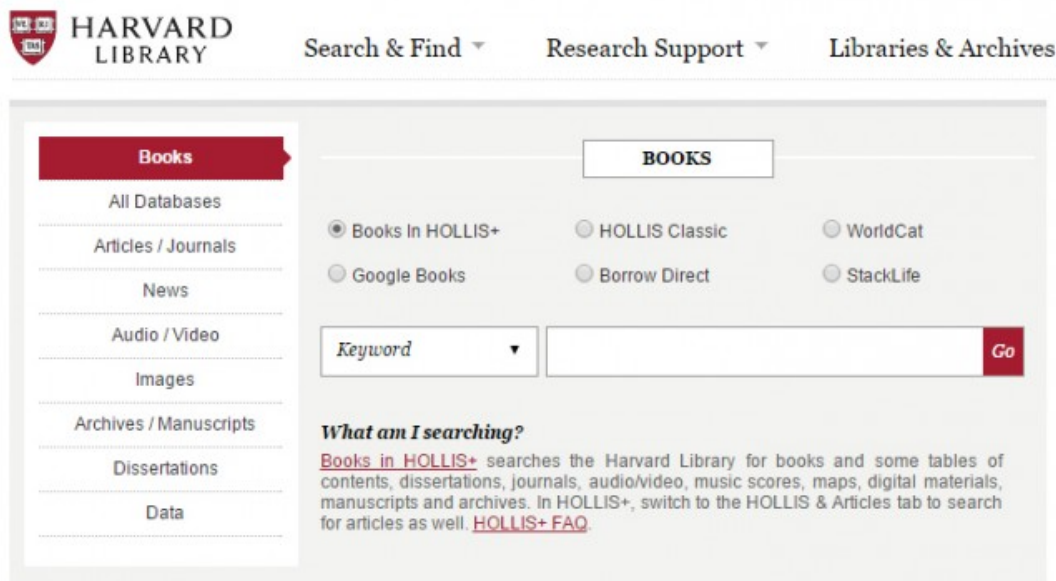 HARVARD
LIBRARY
Search & Find
Research Support
Libraries & Archives
Books
All Databases
Articles / Journals
News
Audio / Video
Images
Archives / Manuscripts
Dissertations
Data
BOOKS
Books In HOLLIS+
HOLLIS Classic
WorldCat
Google Books
Borrow Direct
StackLife
Keyword
Go
What am I searching?
Books in HOLLIS+ searches the Harvard Library for books and some tables of
contents, dissertations, journals, audio/video, music scores, maps, digital materials,
manuscripts and archives. In HOLLIS+, switch to the HOLLIS & Articles tab to search
for articles as well. HOLLIS+ FAQ.